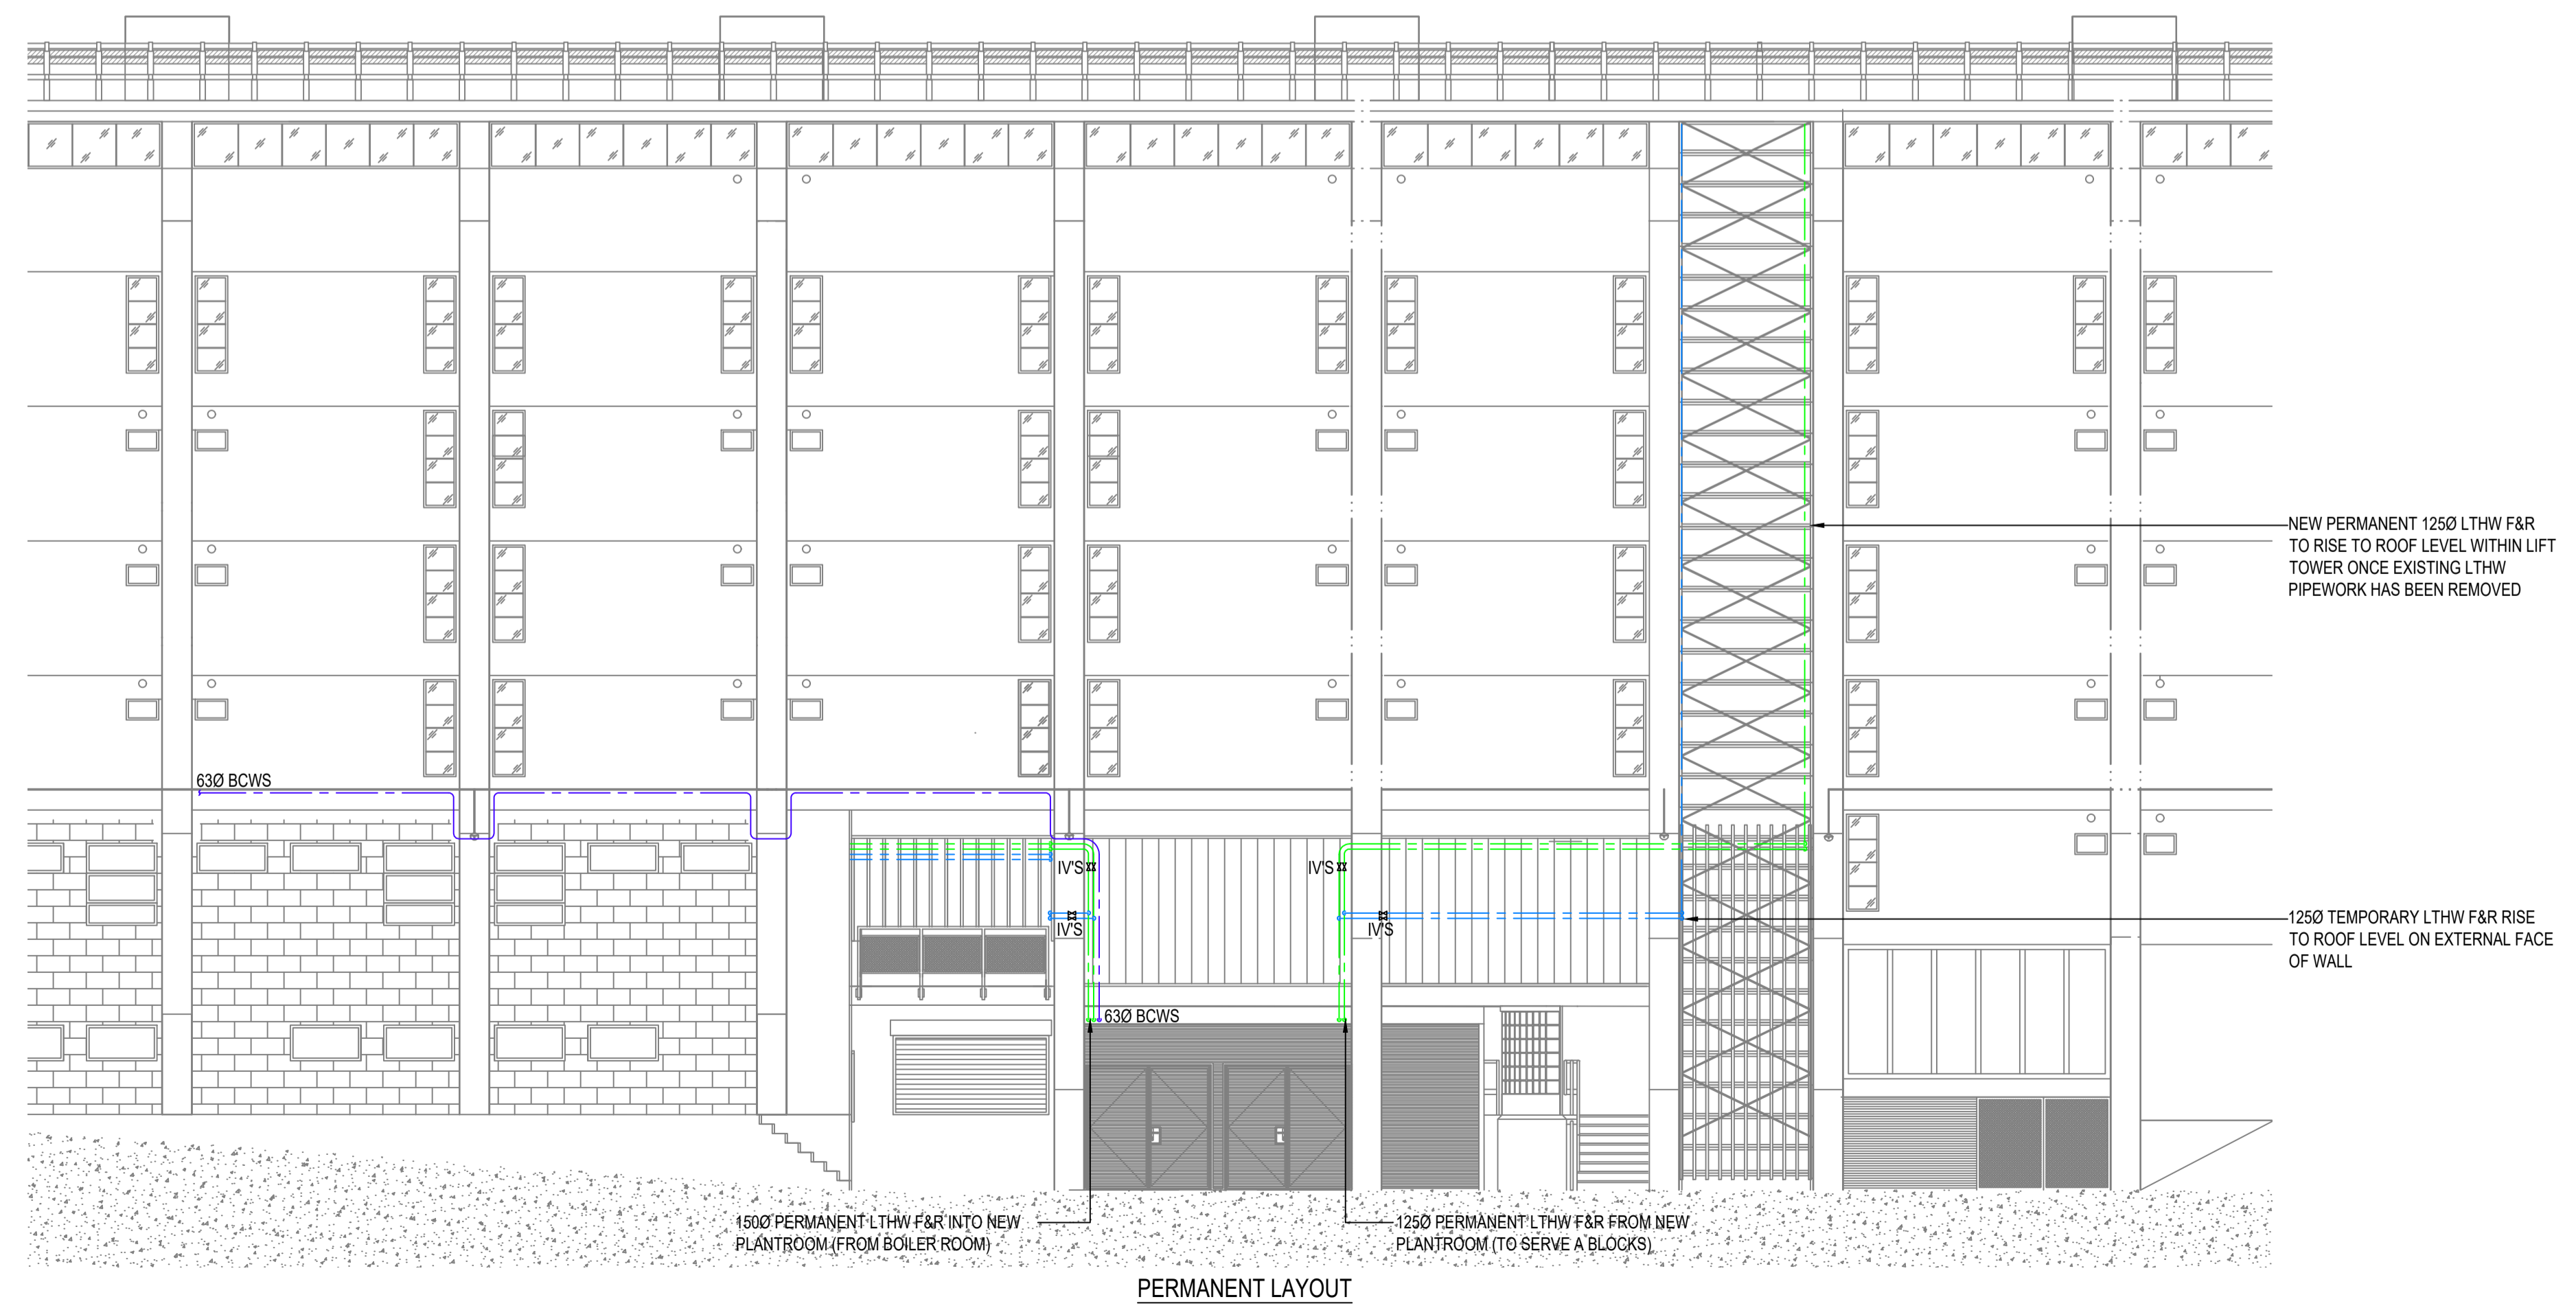 NEW PERMANENT 125Ø LTHW F&R
TO RISE TO ROOF LEVEL WITHIN LIFT
TOWER ONCE EXISTING LTHW
PIPEWORK HAS BEEN REMOVED
63Ø BCWS
IV'S
IV'S
IV'S
IV'S
125Ø TEMPORARY LTHW F&R RISE
TO ROOF LEVEL ON EXTERNAL FACE
OF WALL
63Ø BCWS
150Ø PERMANENT LTHW F&R INTO NEW
PLANTROOM (FROM BOILER ROOM)
125Ø PERMANENT LTHW F&R FROM NEW
PLANTROOM (TO SERVE A BLOCKS)
PERMANENT LAYOUT